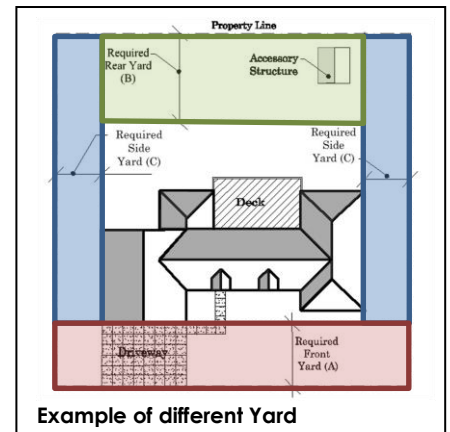 Property Line
Required
Rear Yard
(B)
Accessory
Structure
Required
Side
Yard (C)
Required
Side
Yard (C)
Deck
Driveway
Required
Front
Yard (A)
Example of different Yard